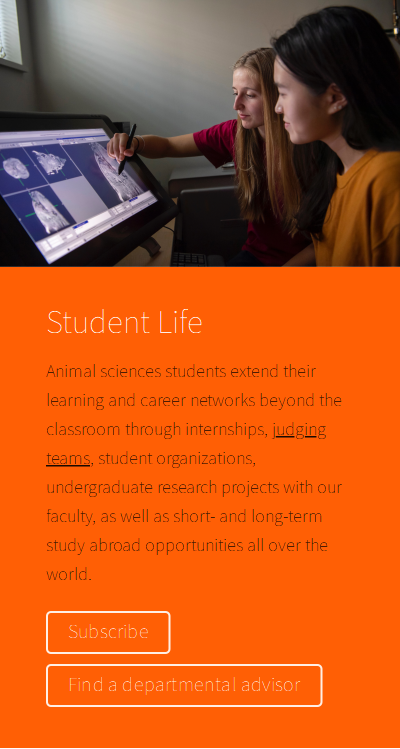 Student Life
Animal sciences students extend their
learning and career networks beyond the
classroom through internships, judging
teams, student organizations,
undergraduate research projects with our
faculty, as well as short- and long-term
study abroad opportunities all over the
world.
Subscribe
Find a departmental advisor